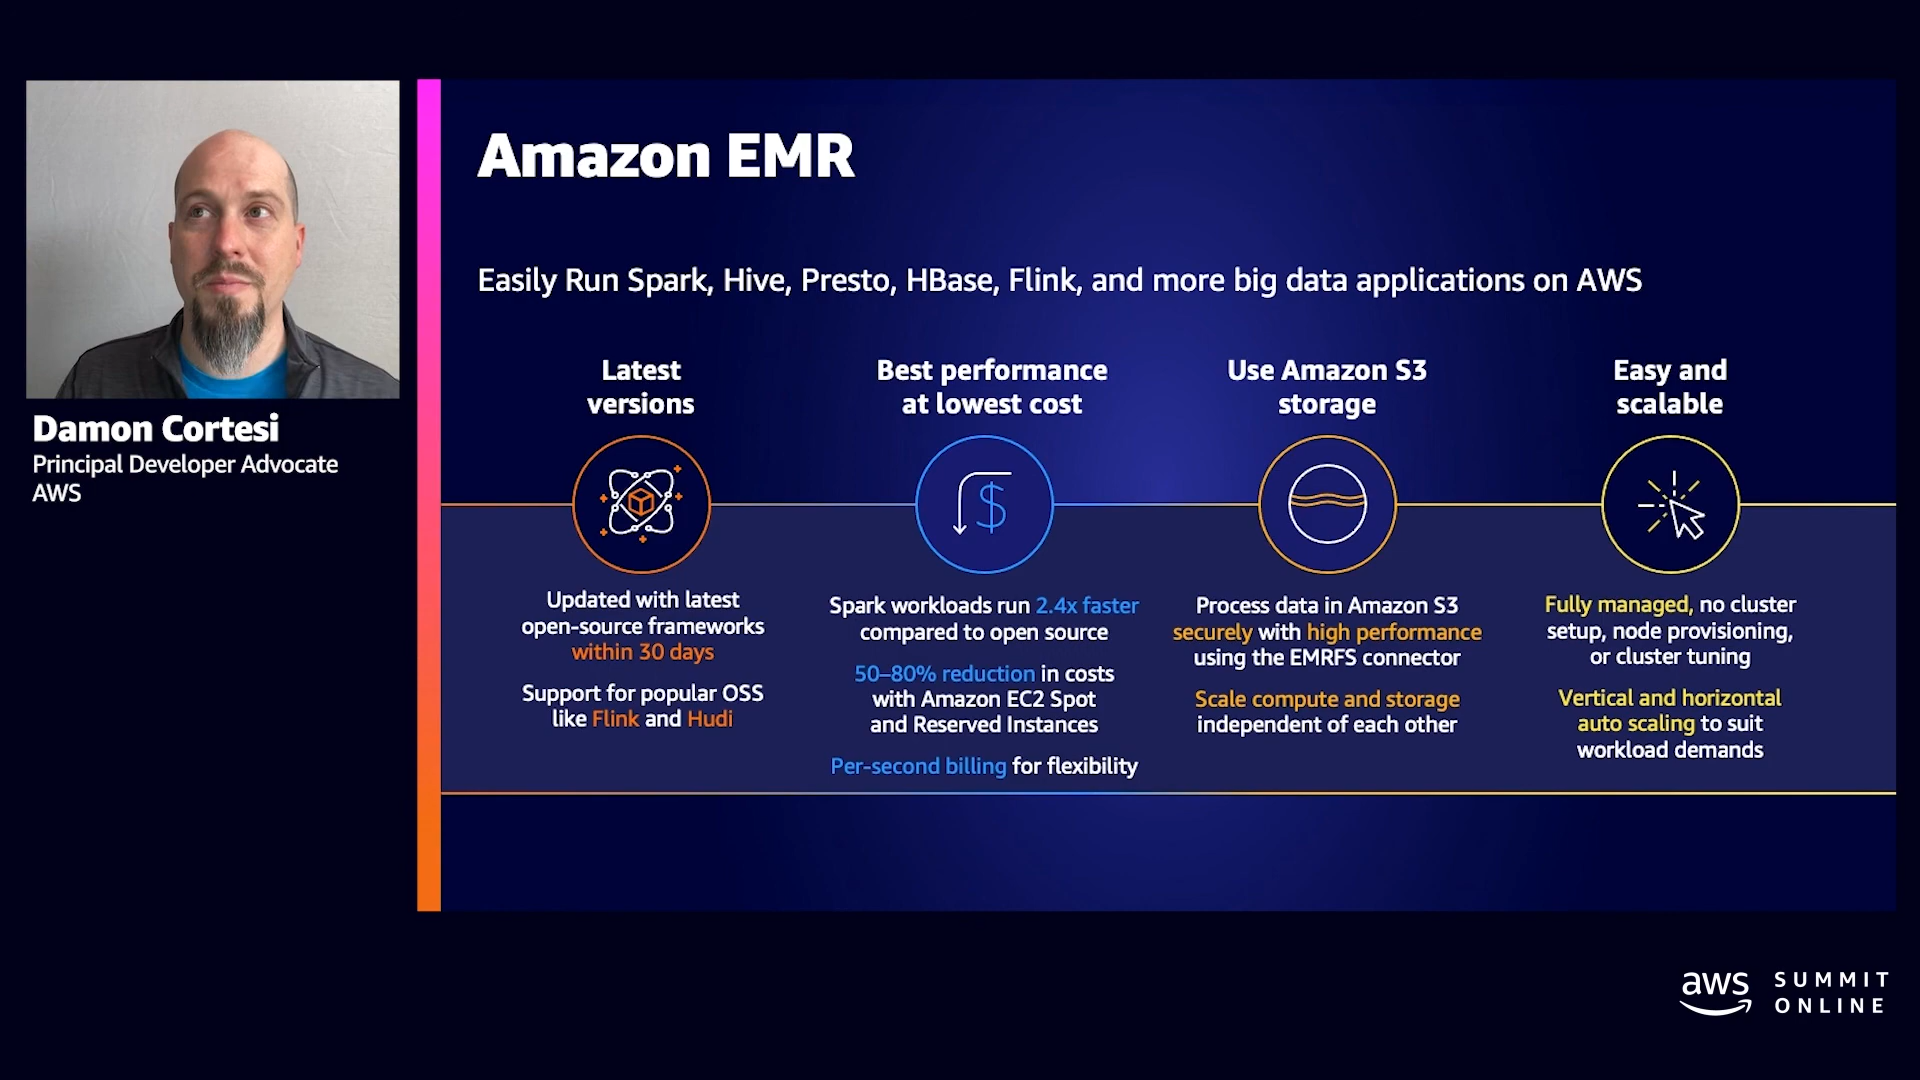 Amazon EMR
Easily Run Spark, Hive, Presto, HBase, Flink, and more big data applications on AWS
Damon Cortesi
Principal Developer Advocate
AWS
Latest
versions
Updated with latest
open-source frameworks
within 30 days
Support for popular OSS
like Flink and Hudi
Best performance
at lowest cost
$
Spark workloads run 2.4x faster
compared to open source
50–80% reduction in costs
with Amazon EC2 Spot
and Reserved Instances
Per-second billing for flexibility
Use Amazon S3
storage
Process data in Amazon S3
securely with high performance
using the EMRFS connector
Scale compute and storage
independent of each other
Easy and
scalable
Fully managed, no cluster
setup, node provisioning,
or cluster tuning
Vertical and horizontal
auto scaling to suit
workload demands
aws
SUMMIT
ONLINE